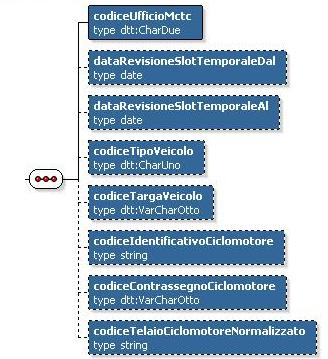 codiceUfficioMctc
type dtt:CharDue
dataRevisioneSlotTemporaleDal
type date
dataRevisioneSlotTemporaleAl
type date
codiceTipoVeicolo
type dtt:CharUno
codiceTargaVeicolo
type dtt:VarCharOtto
codiceIdentificativoCiclomotore
type string
codiceContrassegnoCiclomotore
type dtt:VarCharOtto
codiceTelaioCiclomotoreNormalizzato
type string